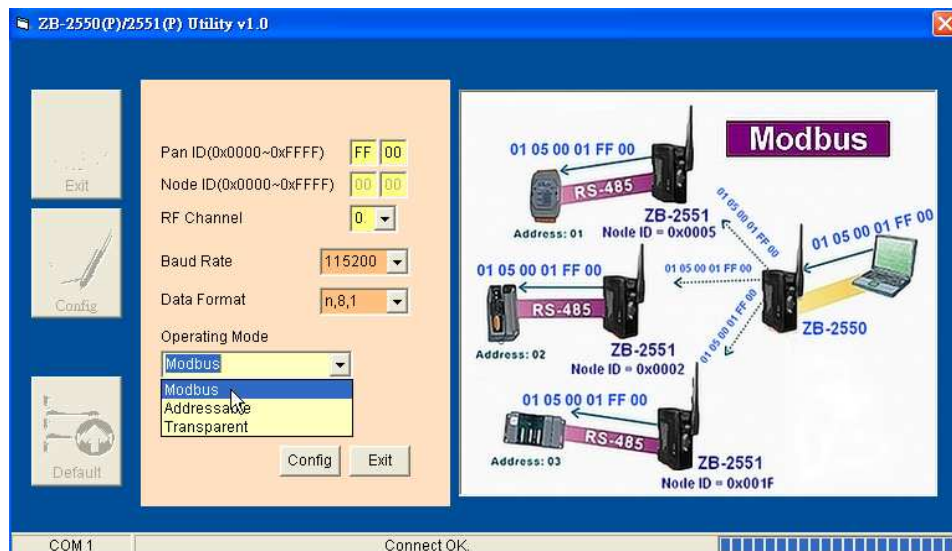 ZB-2550(P)/2551(P) Utility v1.0
Exit
Config
Default
Pan ID(0x0000~0xFFFF) FF 00
Node ID(0x0000~0xFFFF) 00 00
RF Channel 0
Baud Rate 115200
Data Format n,8,1
Operating Mode
Modbus
Modbus
Addressable
Transparent
Config Exit
Modbus
01 05 00 01 FF 00
RS-485
Address: 01
ZB-2551
Node ID = 0x0005
01 05 00 01 FF 00
01 05 00 01 FF 00
01 05 00 01 FF 00
RS-485
Address: 02
ZB-2551
Node ID = 0x0002
01 05 00 01 FF 00
ZB-2550
01 05 00 01 FF 00
01 05 00 01 FF 00
RS-485
Address: 03
ZB-2551
Node ID = 0x001F
COM 1 Connect OK.